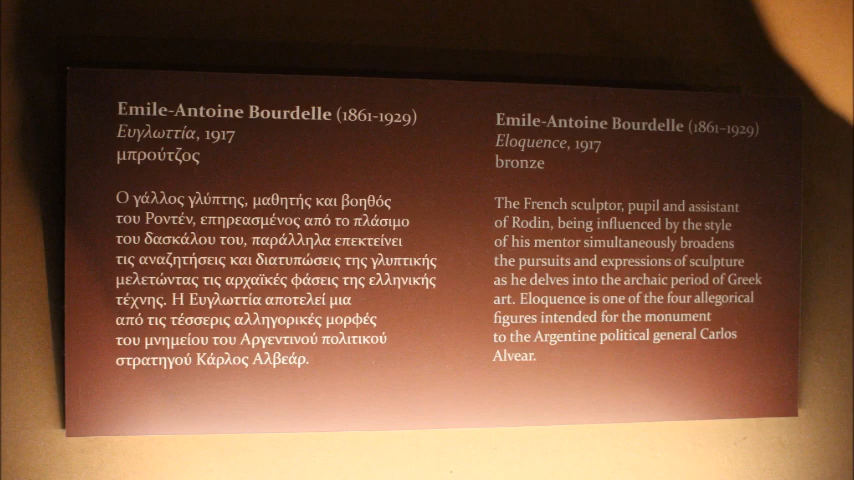 Emile-Antoine Bourdelle (1861-1929)
Ευγλωττία, 1917
μπρούτζος
Ο γάλλος γλύπτης, μαθητής και βοηθός
του Ροντέν, επηρεασμένος από το πλάσιμο
του δασκάλου του, παράλληλα επεκτείνει
τις αναζητήσεις και διατυπώσεις της γλυπτικής
μελετώντας τις αρχαϊκές φάσεις της ελληνικής
τέχνης. Η Ευγλωττία αποτελεί μια
από τις τέσσερις αλληγορικές μορφές
του μνημείου του Αργεντινού πολιτικού
στρατηγού Κάρλος Αλβεάρ.
Emile-Antoine Bourdelle (1861-1929)
Eloquence, 1917
bronze
The French sculptor, pupil and assistant
of Rodin, being influenced by the style
of his mentor simultaneously broadens
the pursuits and expressions of sculpture
as he delves into the archaic period of Greek
art. Eloquence is one of the four allegorical
figures intended for the monument
to the Argentine political general Carlos
Alvear.